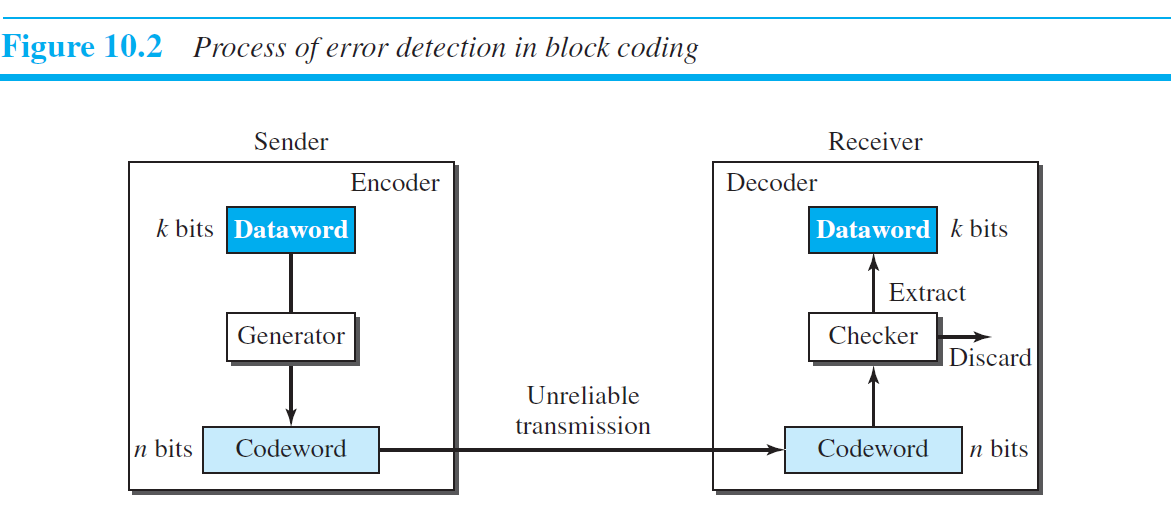 Figure 10.2 Process of error detection in block coding
Sender
Receiver
Encoder
Decoder
k bits Dataword
Dataword k bits
Extract
Generator
Checker
Discard
Unreliable
transmission
n bits Codeword
Codeword n bits